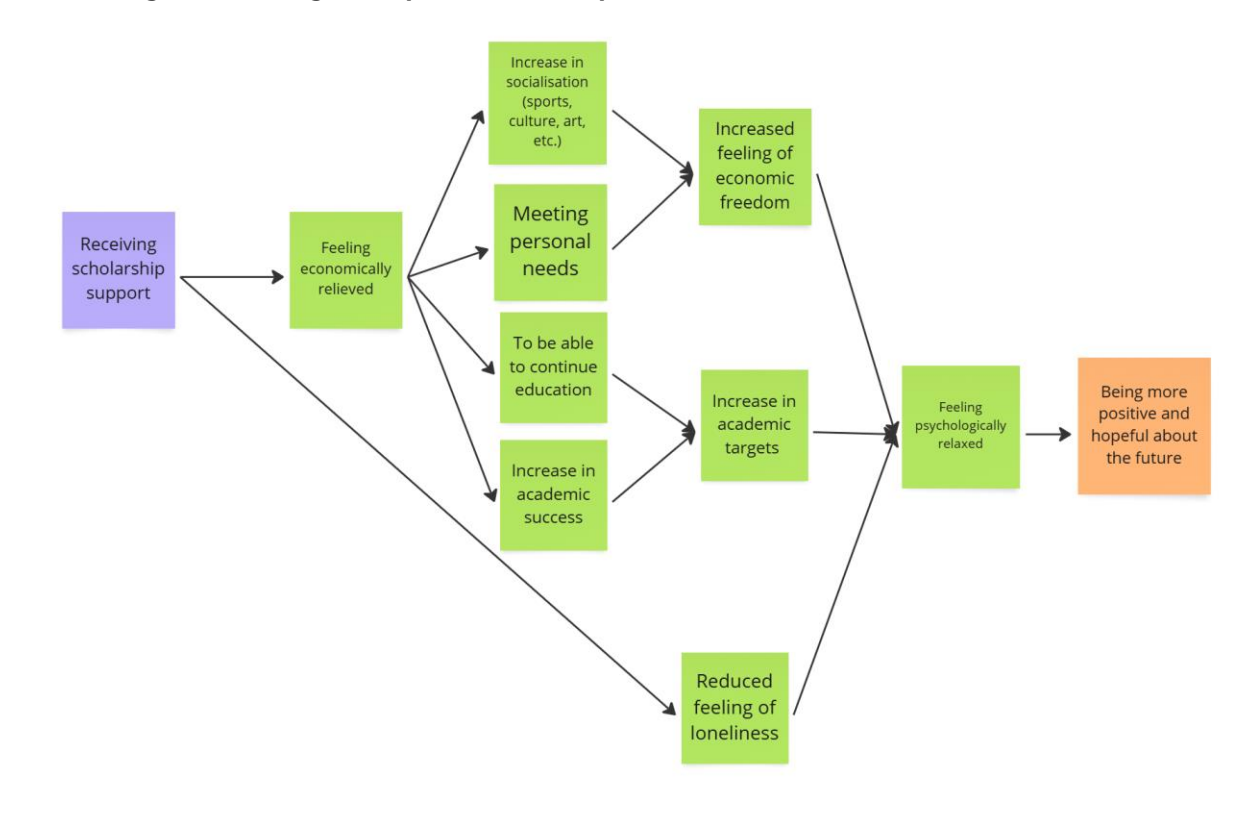 Receiving
scholarship
support
Feeling
economically
relieved
Increase in
socialisation
(sports,
culture, art,
etc.)
Meeting
personal
needs
To be able
to continue
education
Increase in
academic
success
Increased
feeling of
economic
freedom
Increase in
academic
targets
Reduced
feeling of
loneliness
Feeling
psychologically
relaxed
Being more
positive and
hopeful about
the future